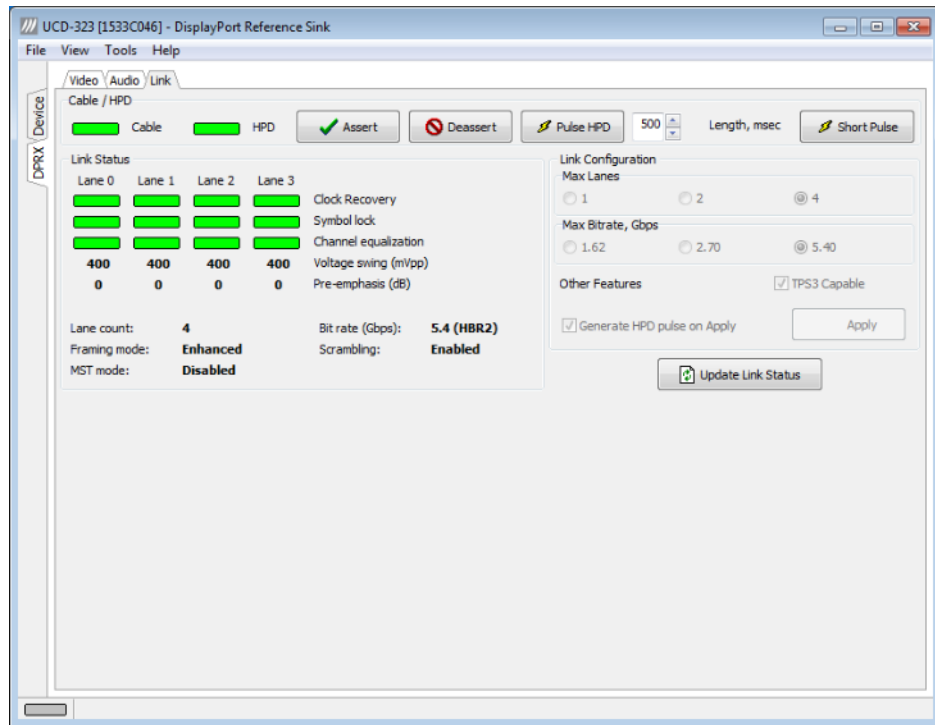 UCD-323 [1533C046] - DisplayPort Reference Sink
File View Tools Help
Device
DPRX
Video Audio Link
Cable / HPD
Cable HPD Assert Deassert Pulse HPD 500 Length, msec Short Pulse
Link Status
Lane 0 Lane 1 Lane 2 Lane 3
Clock Recovery
Symbol lock
Channel equalization
400 400 400 400 Voltage swing (mVpp)
0 0 0 0 Pre-emphasis (dB)
Lane count: 4 Bit rate (Gbps): 5.4 (HBR2)
Framing mode: Enhanced Scrambling: Enabled
MST mode: Disabled
Link Configuration
Max Lanes
1 2 4
Max Bitrate, Gbps
1.62 2.70 5.40
Other Features TPS3 Capable
Generate HPD pulse on Apply Apply
Update Link Status